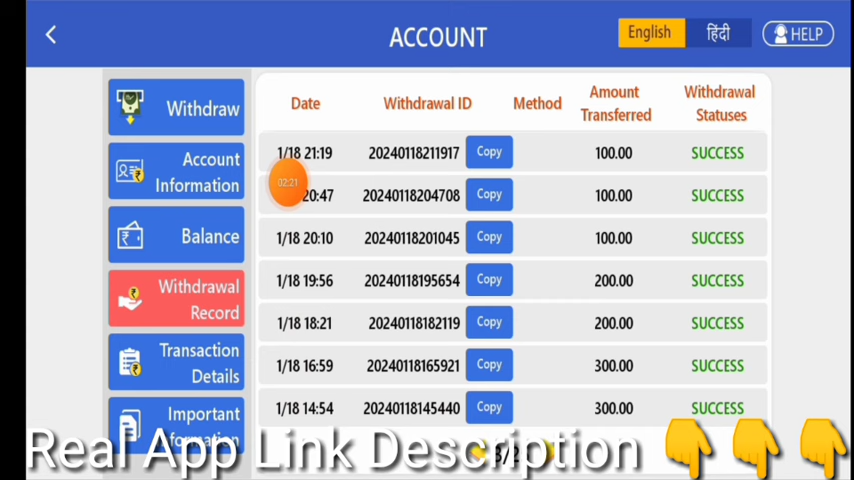 ACCOUNT
English
हिंदी
HELP
Withdraw
Account
Information
Balance
Withdrawal
Record
Transaction
Details
Important
Date Withdrawal ID Method Amount Transferred Withdrawal Statuses
1/18 21:19 20240118211917 Copy 100.00 SUCCESS
02:21
20:47 20240118204708 Copy 100.00 SUCCESS
1/18 20:10 20240118201045 Copy 100.00 SUCCESS
1/18 19:56 20240118195654 Copy 200.00 SUCCESS
1/18 18:21 20240118182119 Copy 200.00 SUCCESS
1/18 16:59 20240118165921 Copy 300.00 SUCCESS
1/18 14:54 20240118145440 Copy 300.00 SUCCESS
Real App Link Description 👇 👇 👇